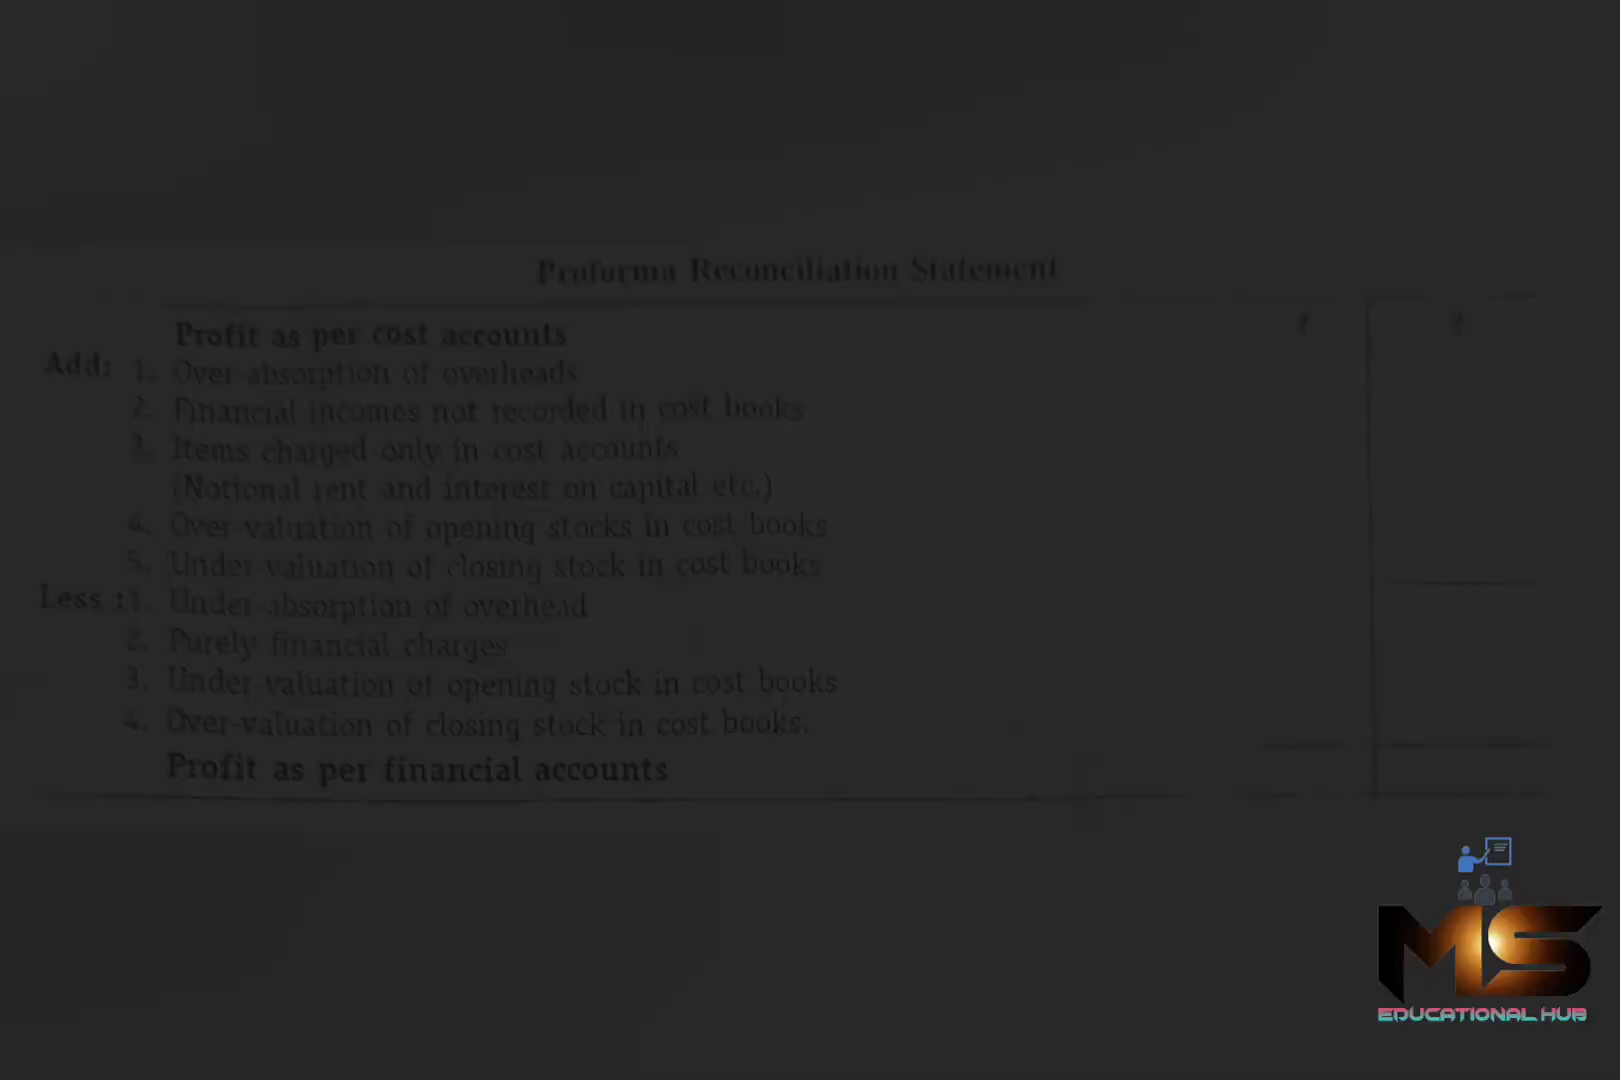 Proforma Reconciliation Statement
₹ ₹
Profit as per cost accounts
Add: 1. Over-absorption of overheads
2. Financial incomes not recorded in cost books
3. Items charged only in cost accounts
(Notional rent and interest on capital etc.)
4. Over-valuation of opening stocks in cost books
5. Under-valuation of closing stock in cost books
Less : 1. Under-absorption of overhead
2. Purely financial charges
3. Under-valuation of opening stock in cost books
4. Over-valuation of closing stock in cost books.
Profit as per financial accounts
MS
EDUCATIONAL HUB